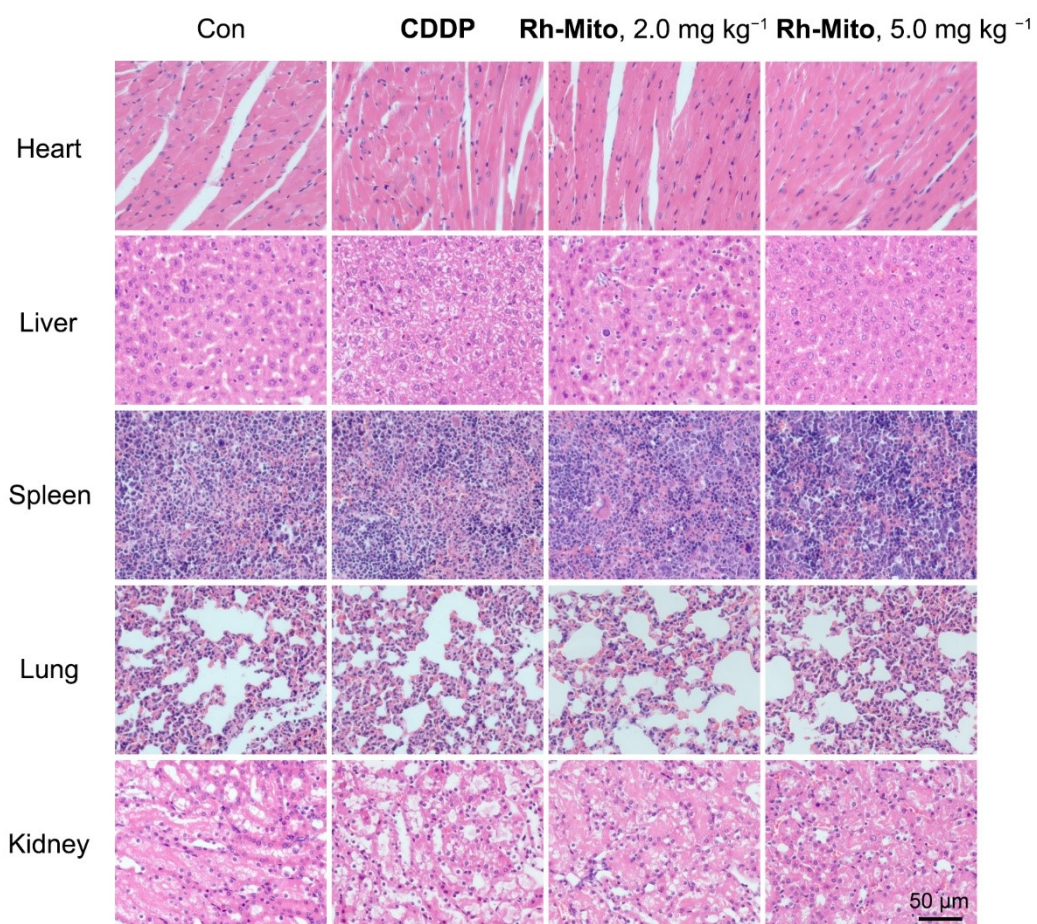 Con CDDP Rh-Mito, 2.0 mg kg⁻¹ Rh-Mito, 5.0 mg kg ⁻¹
Heart
Liver
Spleen
Lung
Kidney
50 μm